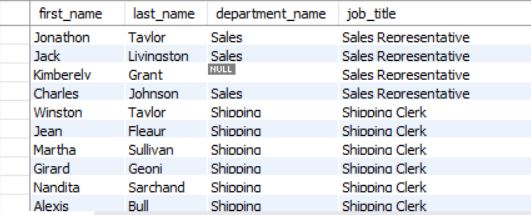 first_name last_name department_name job_title
Jonathon Taylor Sales Sales Representative
Jack Livingston Sales Sales Representative
Kimberely Grant NULL Sales Representative
Charles Johnson Sales Sales Representative
Winston Taylor Shipping Shipping Clerk
Jean Fleaur Shipping Shipping Clerk
Martha Sullivan Shipping Shipping Clerk
Girard Geoni Shipping Shipping Clerk
Nandita Sarchand Shipping Shipping Clerk
Alexis Bull Shipping Shipping Clerk